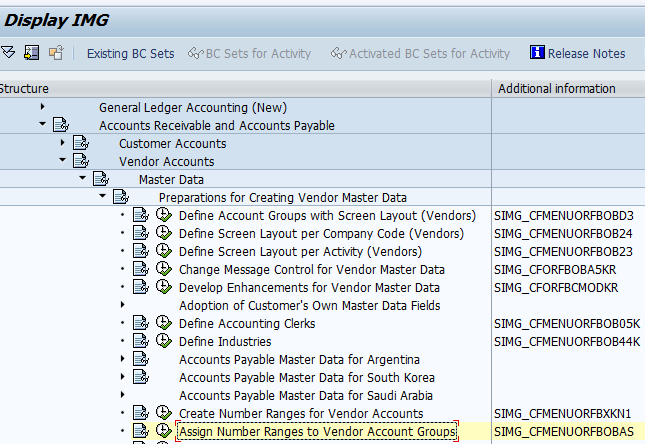 Display IMG
Existing BC Sets BC Sets for Activity Activated BC Sets for Activity Release Notes
Structure Additional information
General Ledger Accounting (New)
Accounts Receivable and Accounts Payable
Customer Accounts
Vendor Accounts
Master Data
Preparations for Creating Vendor Master Data
Define Account Groups with Screen Layout (Vendors) SIMG_CFMENUORFBOBD3
Define Screen Layout per Company Code (Vendors) SIMG_CFMENUORFBOB24
Define Screen Layout per Activity (Vendors) SIMG_CFMENUORFBOB23
Change Message Control for Vendor Master Data SIMG_CFORFBOBA5KR
Develop Enhancements for Vendor Master Data SIMG_CFORFBCMODKR
Adoption of Customer's Own Master Data Fields
Define Accounting Clerks SIMG_CFMENUORFBOB05K
Define Industries SIMG_CFMENUORFBOB44K
Accounts Payable Master Data for Argentina
Accounts Payable Master Data for South Korea
Accounts Payable Master Data for Saudi Arabia
Create Number Ranges for Vendor Accounts SIMG_CFMENUORFBXKN1
Assign Number Ranges to Vendor Account Groups SIMG_CFMENUORFBOBAS